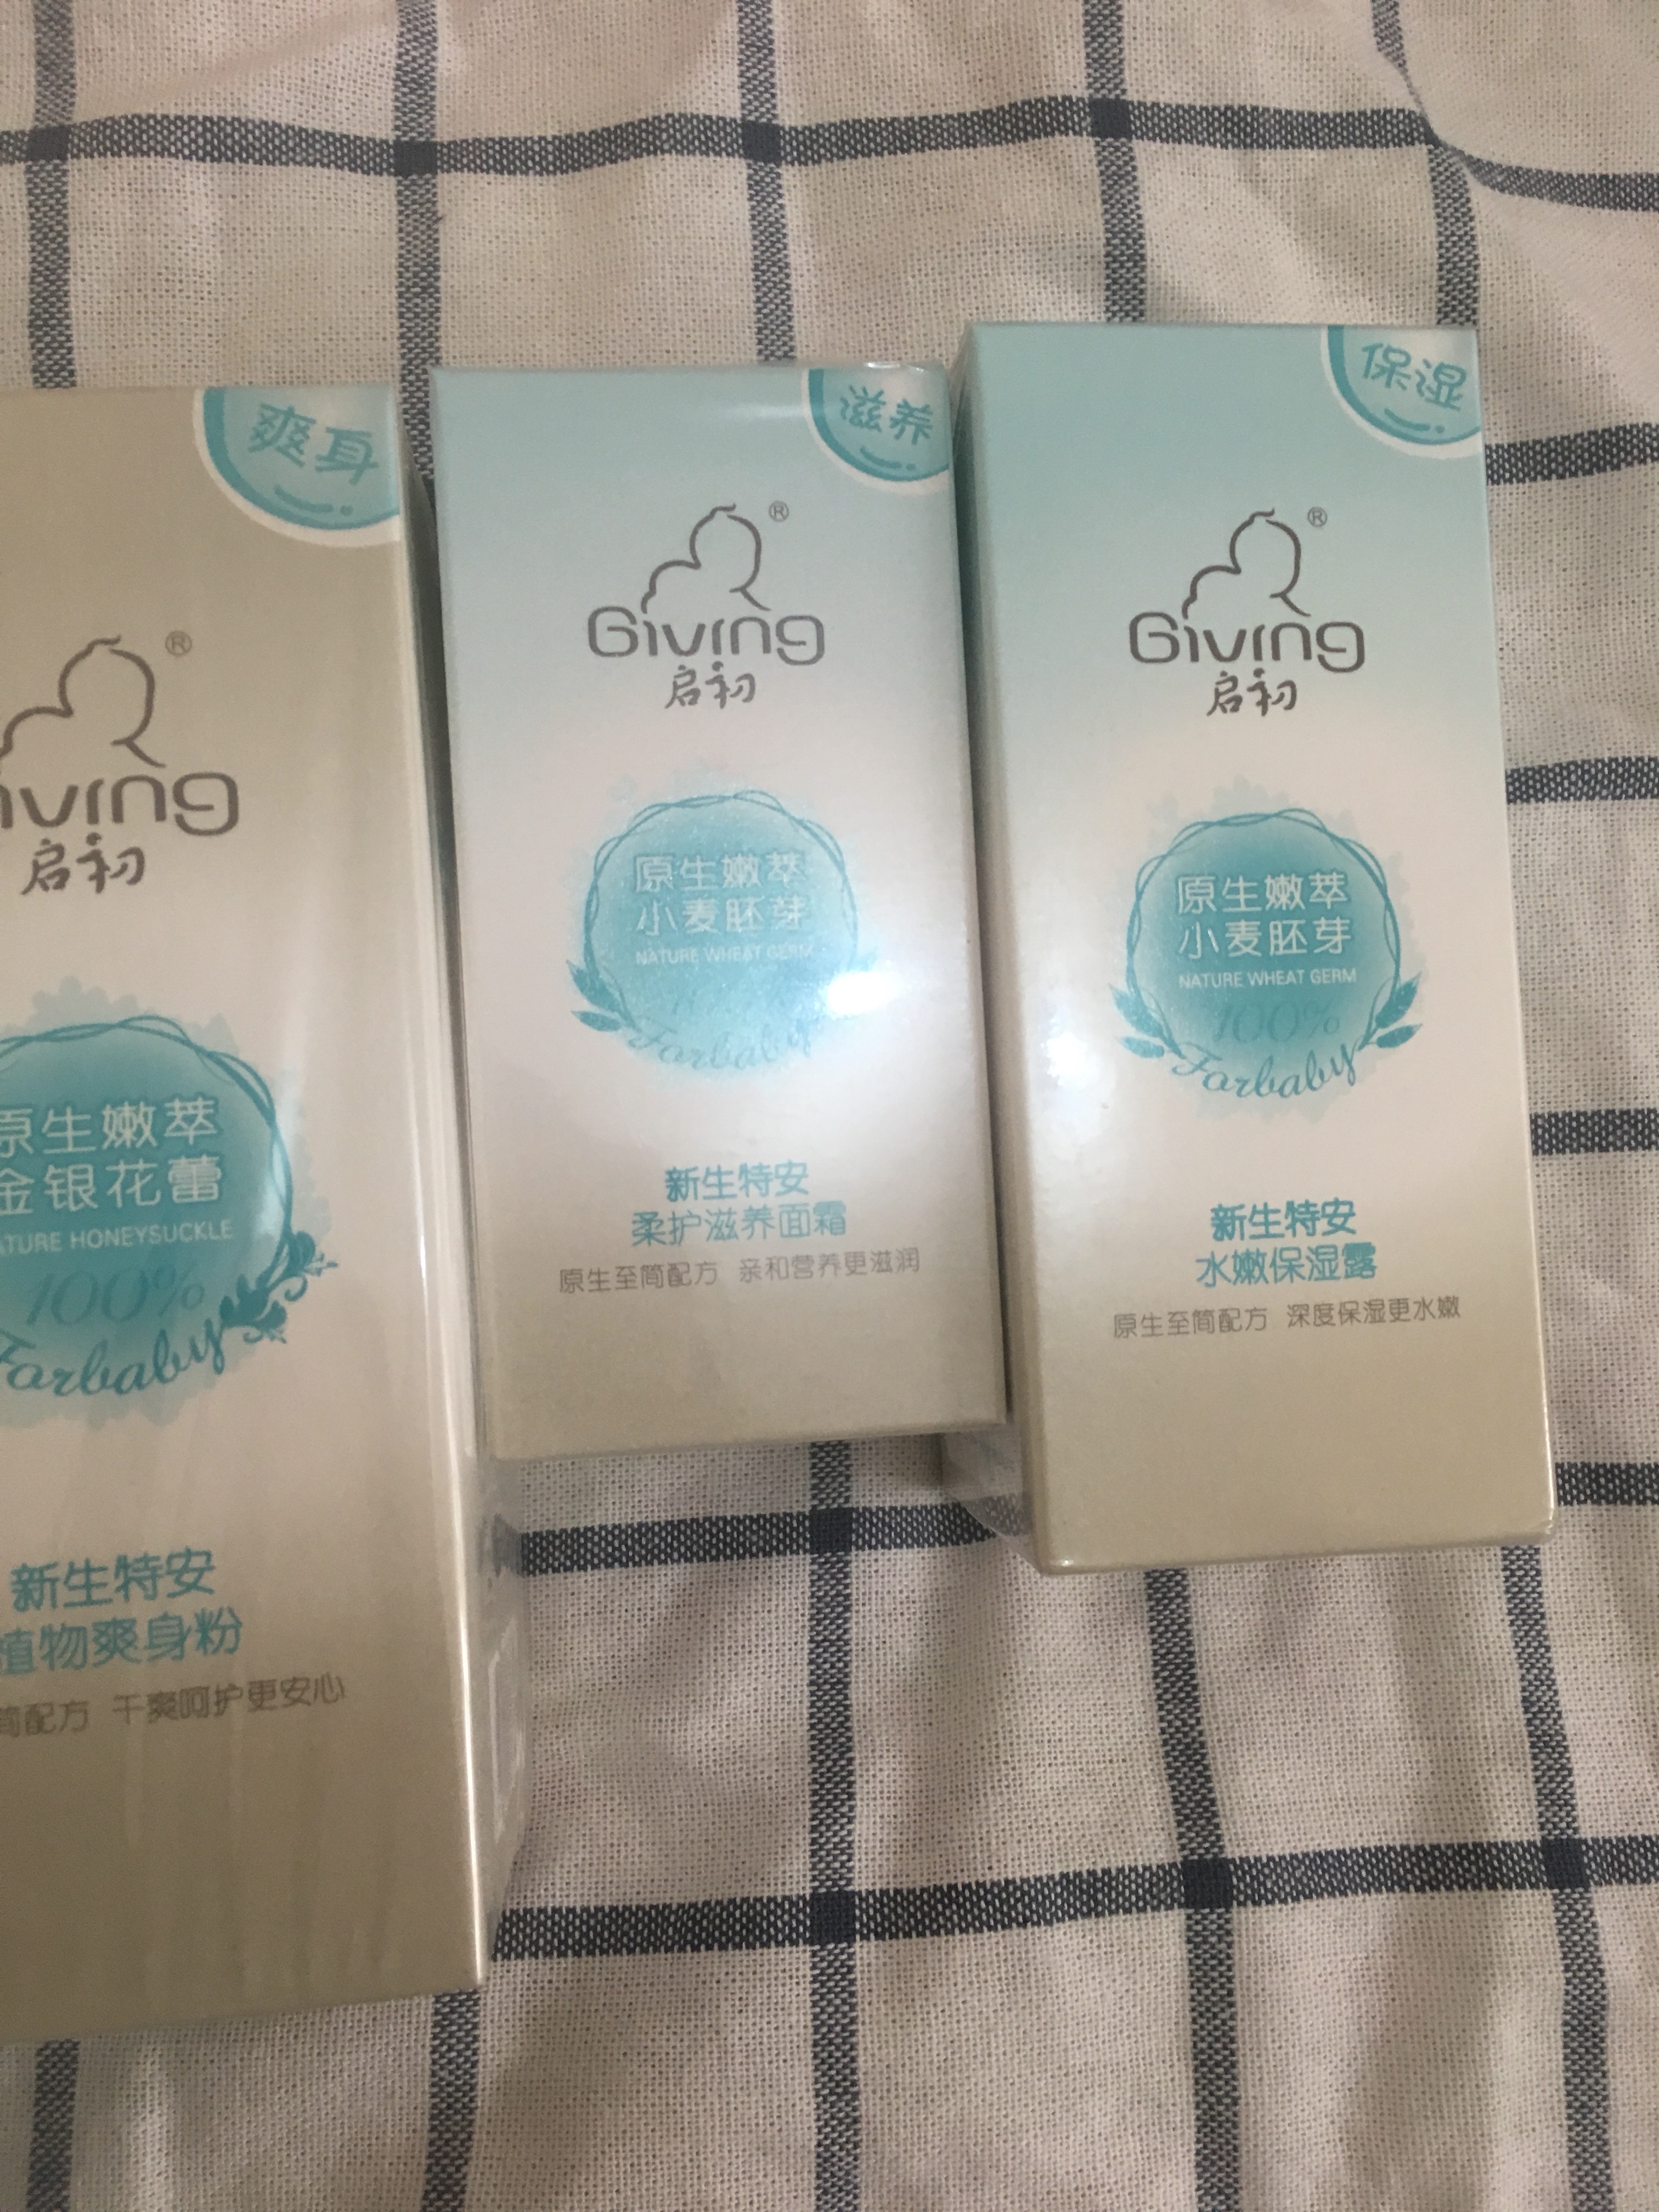 爽身
®
iving
启初
原生嫩萃
金银花蕾
TURE HONEYSUCKLE
100%
Farbaby
新生特安
植物爽身粉
简配方 干爽呵护更安心
滋养
®
Giving
启初
原生嫩萃
小麦胚芽
NATURE WHEAT GERM
Farbaby
新生特安
柔护滋养面霜
原生至简配方 亲和营养更滋润
保湿
®
Giving
启初
原生嫩萃
小麦胚芽
NATURE WHEAT GERM
100%
Farbaby
新生特安
水嫩保湿露
原生至简配方 深度保湿更水嫩